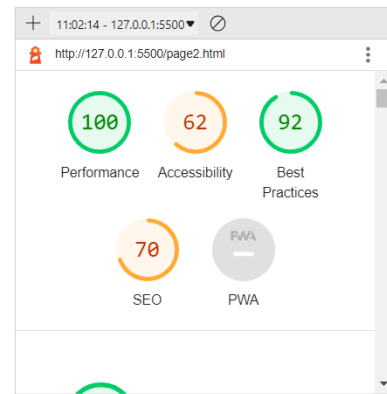 11:02:14 - 127.0.0.1:5500
http://127.0.0.1:5500/page2.html
100
62
92
Performance
Accessibility
Best
Practices
70
PWA
SEO
PWA